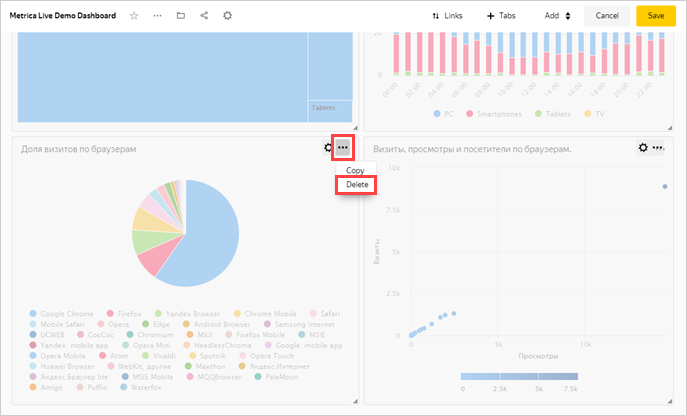 Metrica Live Demo Dashboard
Links
Tabs
Add
Cancel
Save
Tablets
0
00:00 02:00 04:00 06:00 08:00 10:00 12:00 14:00 16:00 18:00 20:00 22:00
PC Smartphones Tablets TV
Доля визитов по браузерам
Copy
Delete
Google Chrome Firefox Yandex Browser Chrome Mobile Safari
Mobile Safari Opera Edge Android Browser Samsung Internet
UCWEB CocCoc Chromium MIUI Firefox Mobile MSIE
Yandex: mobile app Opera Mini HeadlessChrome Google: mobile app
Opera Mobile Atom Vivaldi Sputnik Opera Touch
Huawei Browser WebKit, другие Maxthon Яндекс.Интернет
Яндекс.Браузер lite MSIE Mobile MQQBrowser PaleMoon
Amigo Puffin Waterfox
Визиты, просмотры и посетители по браузерам.
10k
7.5k
5k
2.5k
0
Визиты
0 5k 10k
Просмотры
0 2.5k 5k 7.5k